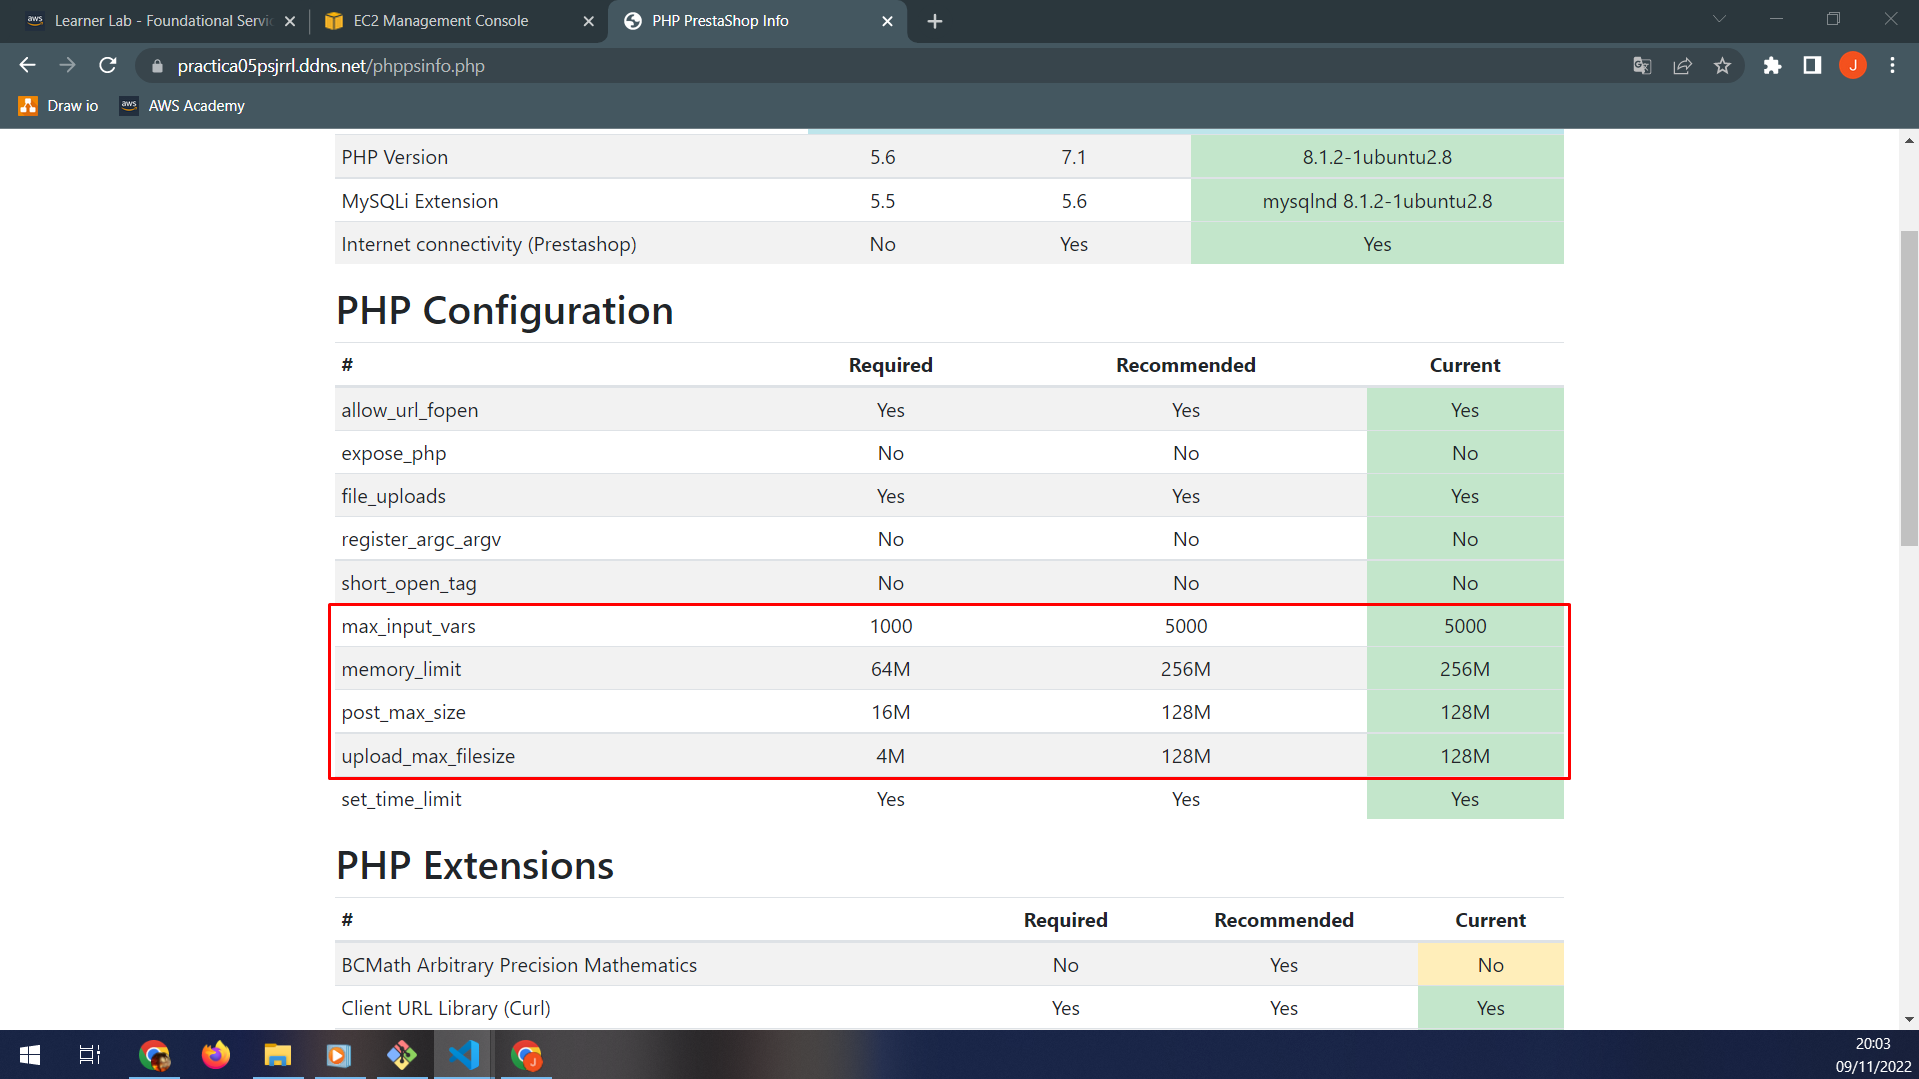 Learner Lab - Foundational Servic
EC2 Management Console
PHP PrestaShop Info
practica05psjrrl.ddns.net/phppsinfo.php
J
Draw io
aws AWS Academy
PHP Version 5.6 7.1 8.1.2-1ubuntu2.8
MySQLi Extension 5.5 5.6 mysqlnd 8.1.2-1ubuntu2.8
Internet connectivity (Prestashop) No Yes Yes
PHP Configuration
# Required Recommended Current
allow_url_fopen Yes Yes Yes
expose_php No No No
file_uploads Yes Yes Yes
register_argc_argv No No No
short_open_tag No No No
max_input_vars 1000 5000 5000
memory_limit 64M 256M 256M
post_max_size 16M 128M 128M
upload_max_filesize 4M 128M 128M
set_time_limit Yes Yes Yes
PHP Extensions
# Required Recommended Current
BCMath Arbitrary Precision Mathematics No Yes No
Client URL Library (Curl) Yes Yes Yes
20:03
09/11/2022